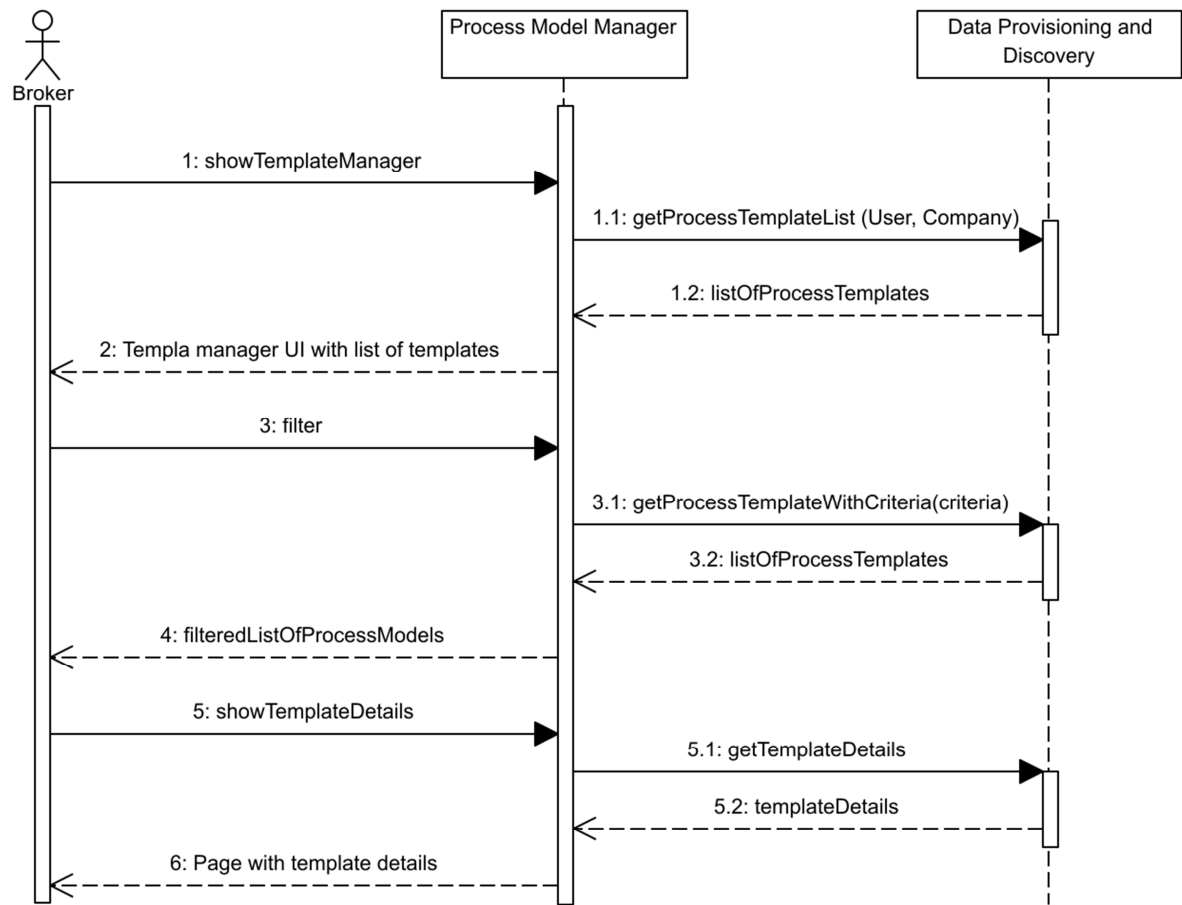 Process Model Manager
Data Provisioning and
Discovery
Broker
1: showTemplateManager
1.1: getProcessTemplateList (User, Company)
1.2: listOfProcessTemplates
2: Templa manager UI with list of templates
3: filter
3.1: getProcessTemplateWithCriteria(criteria)
3.2: listOfProcessTemplates
4: filteredListOfProcessModels
5: showTemplateDetails
5.1: getTemplateDetails
5.2: templateDetails
6: Page with template details